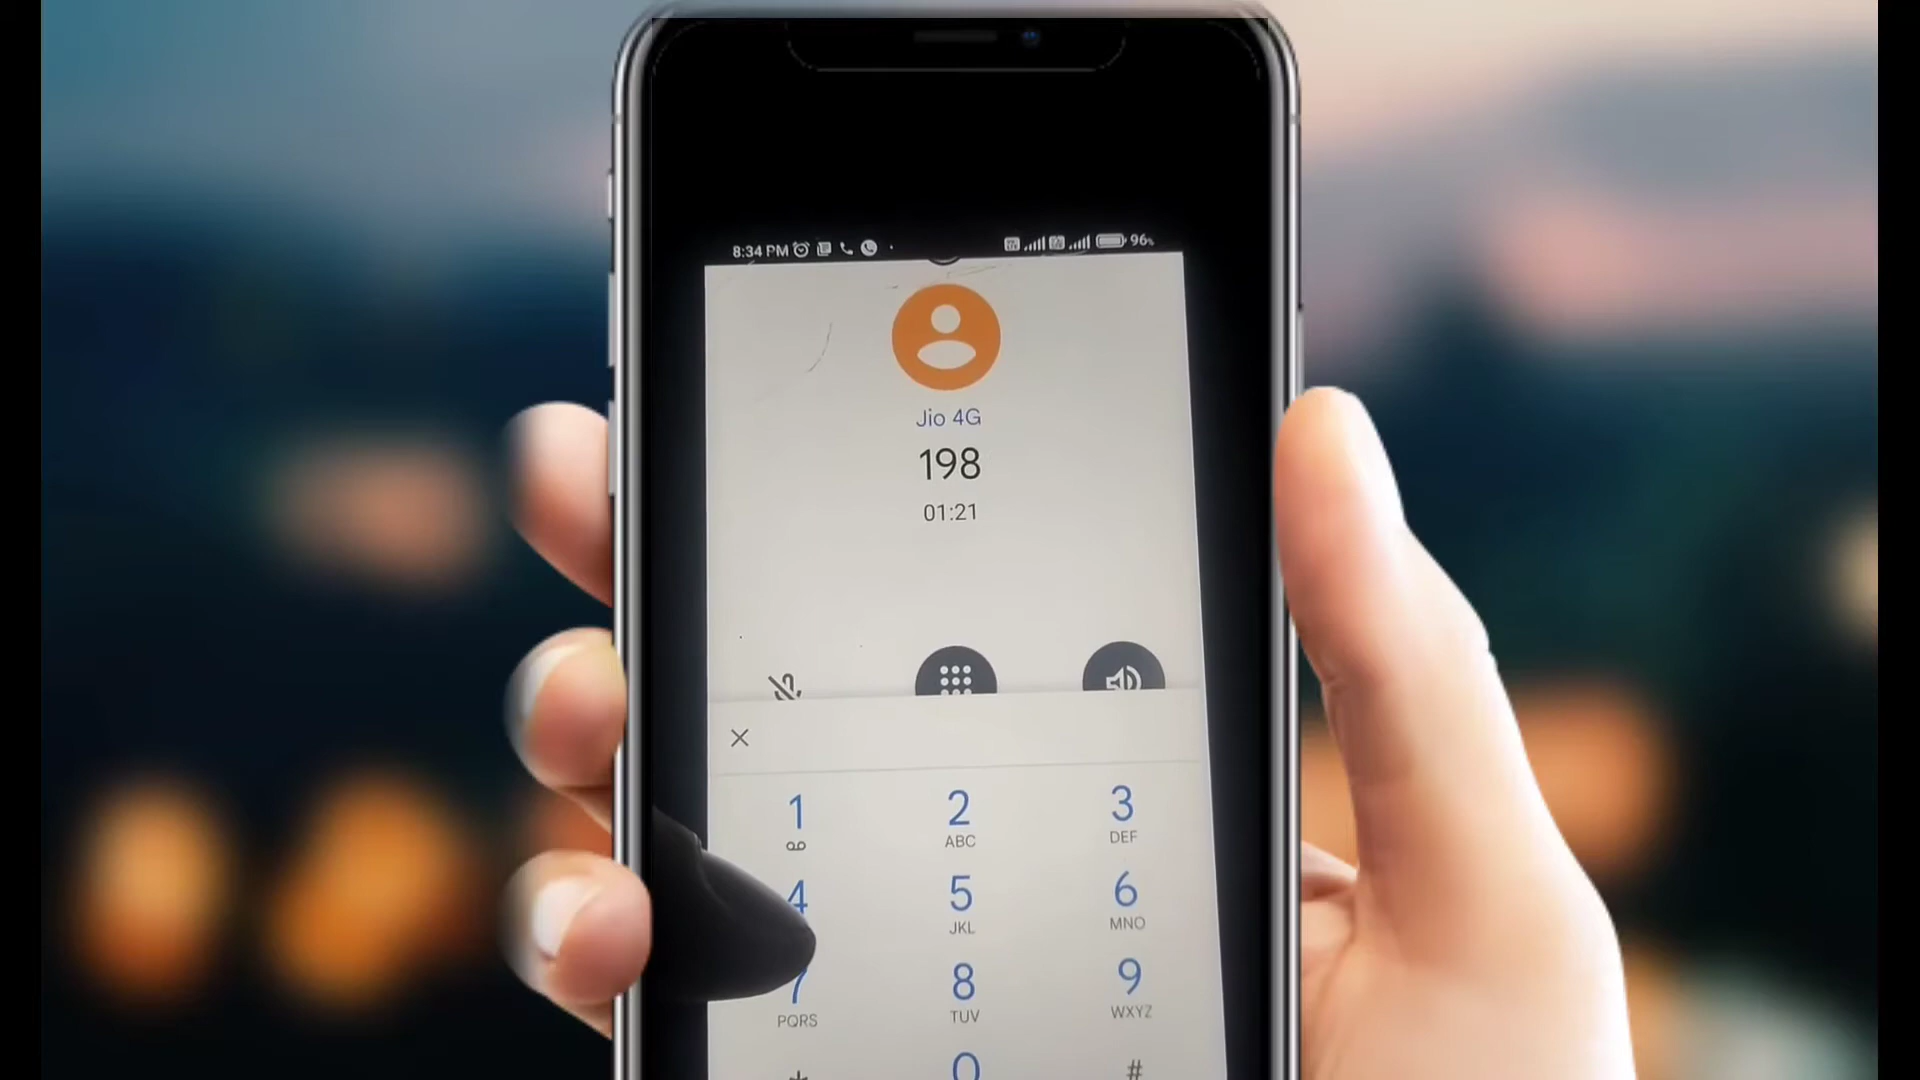 8:34 PM 96%
Jio 4G
198
01:21
1 2 3
ABC DEF
4 5 6
JKL MNO
7 8 9
PQRS TUV WXYZ
* 0 #